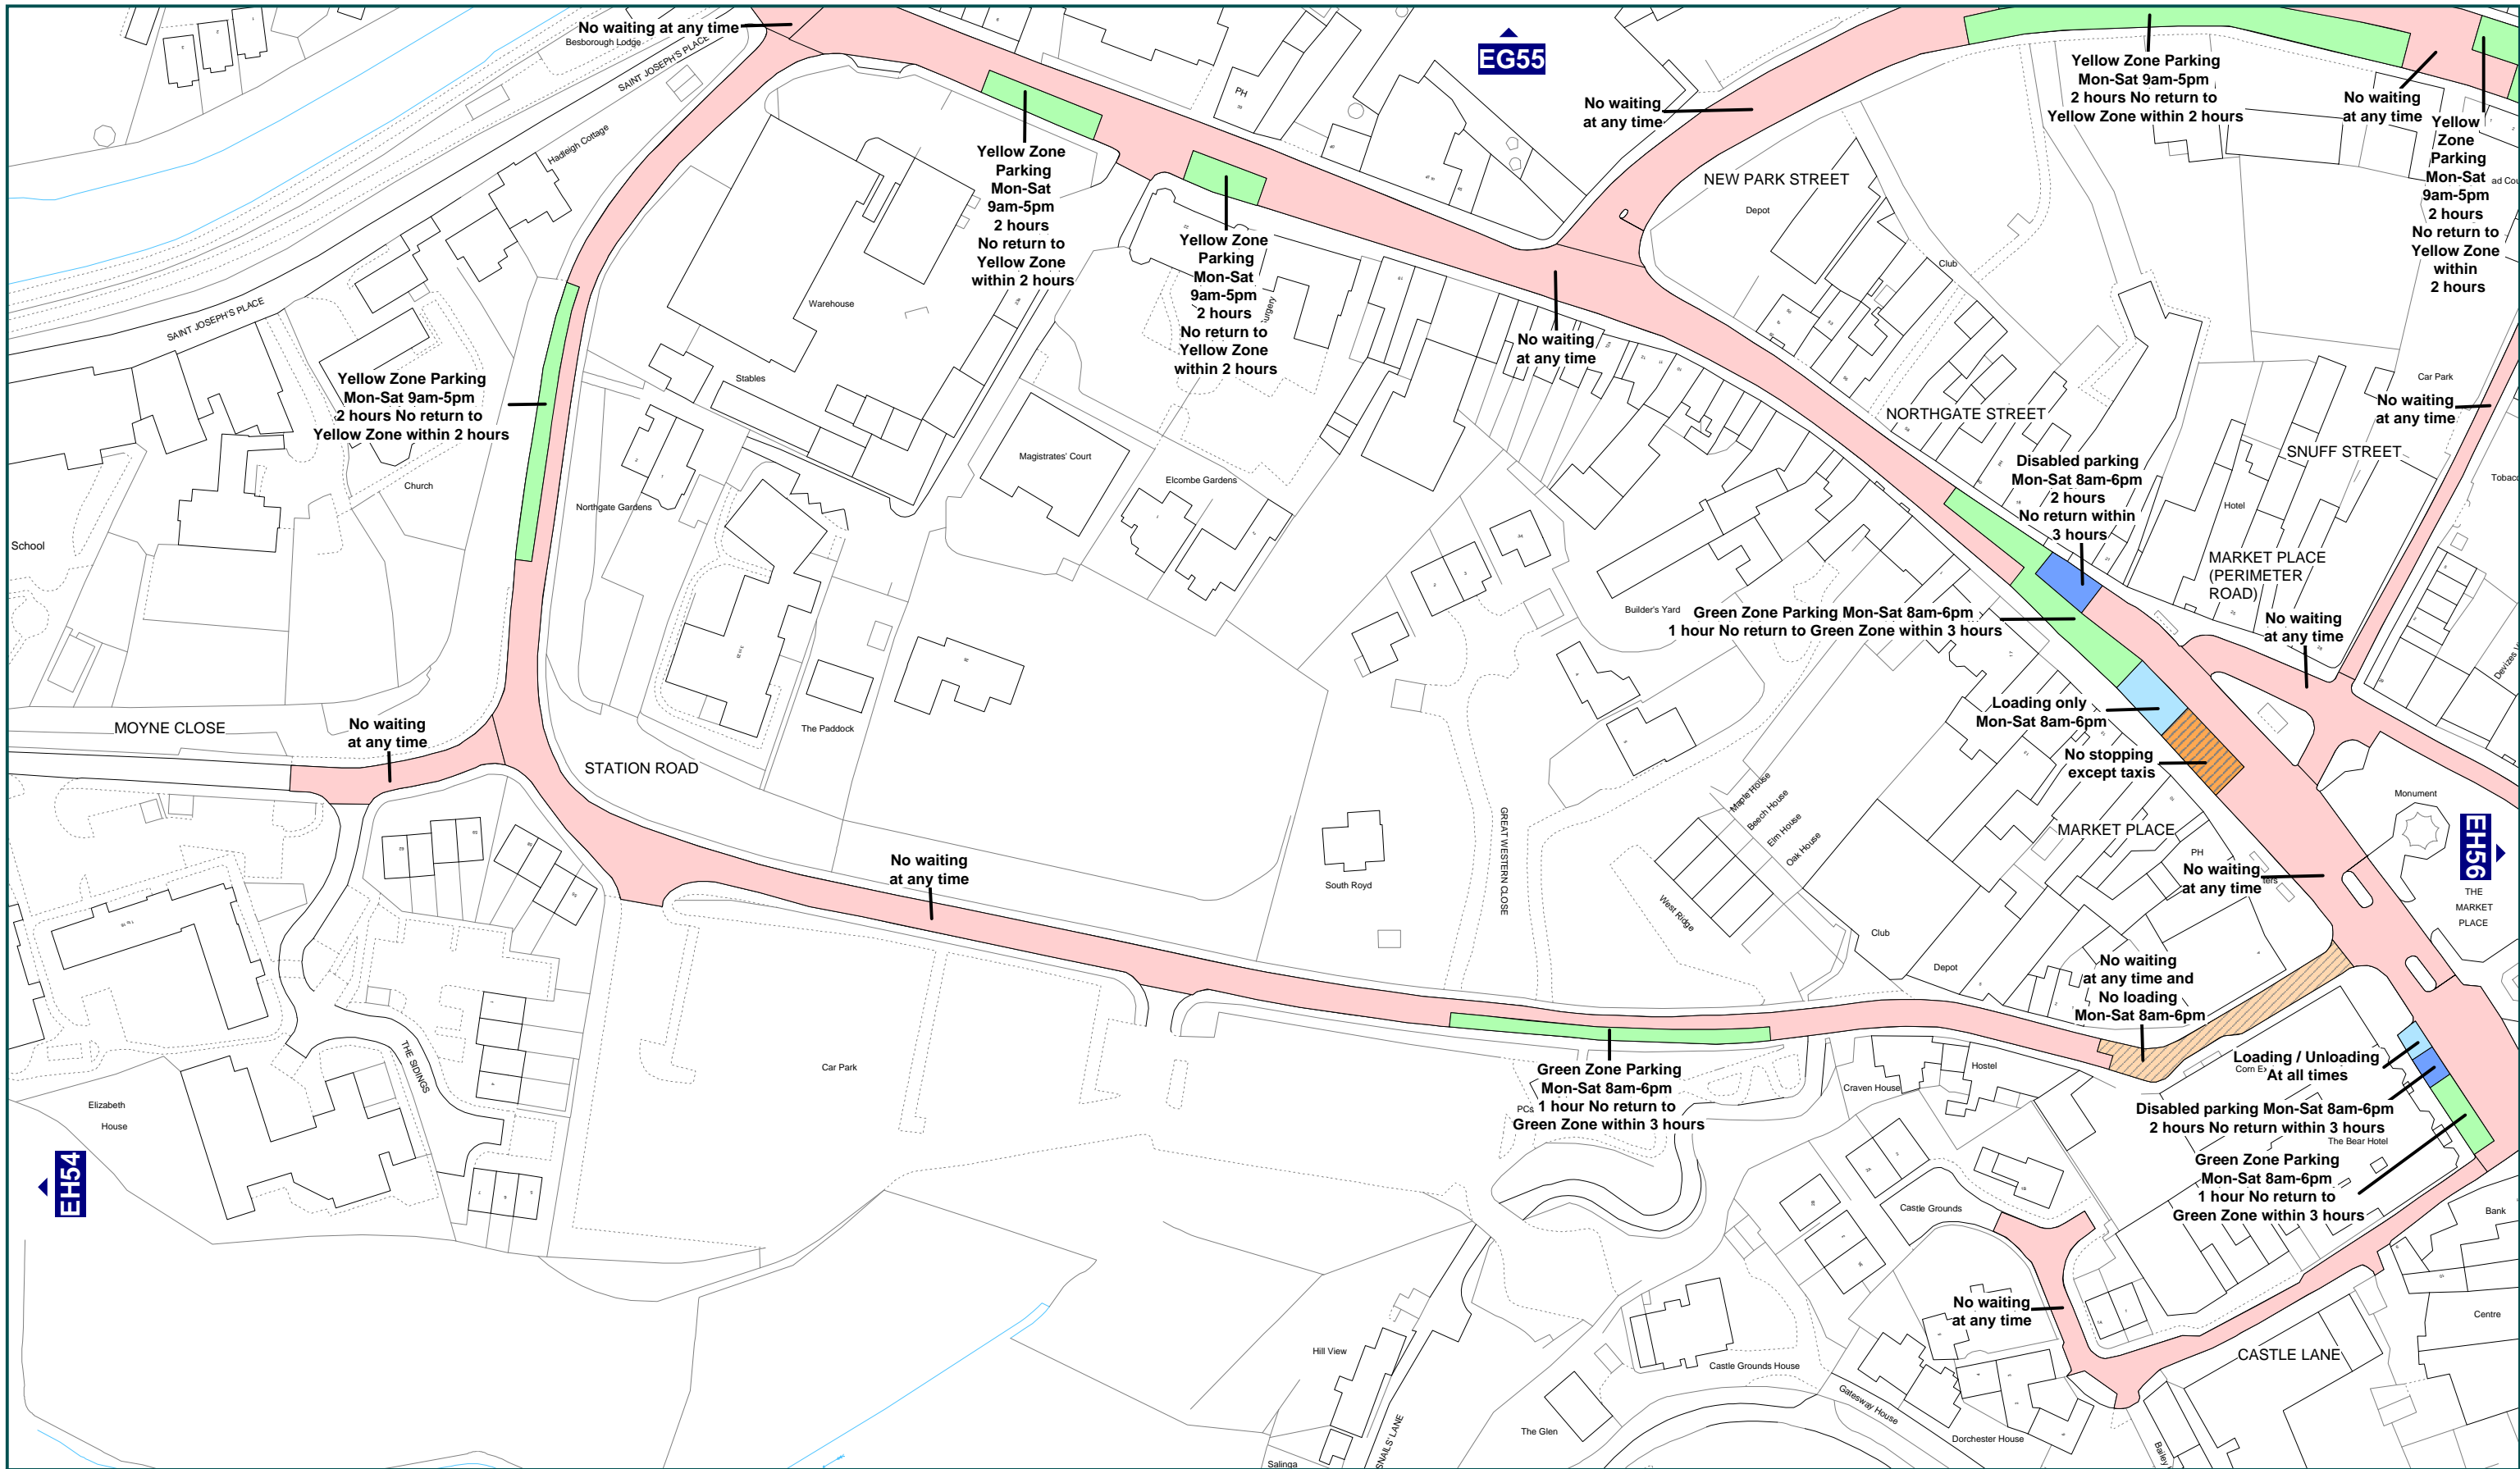 No waiting at any time
Besborough Lodge
SAINT JOSEPH'S PLACE
Hadleigh Cottage
SAINT JOSEPH'S PLACE
EG55
PH
No waiting
at any time
Yellow Zone Parking
Mon-Sat 9am-5pm
2 hours No return to
Yellow Zone within 2 hours
No waiting
at any time
Yellow
Zone
Parking
Mon-Sat
9am-5pm
2 hours
No return to
Yellow Zone
within
2 hours
Yellow Zone
Parking
Mon-Sat
9am-5pm
2 hours
No return to
Yellow Zone
within 2 hours
Yellow Zone
Parking
Mon-Sat
9am-5pm
2 hours
No return to
Yellow Zone
within 2 hours
NEW PARK STREET
Depot
Club
Warehouse
Stables
No waiting
at any time
Yellow Zone Parking
Mon-Sat 9am-5pm
2 hours No return to
Yellow Zone within 2 hours
Church
School
Northgate Gardens
Magistrates' Court
Elcombe Gardens
NORTHGATE STREET
Car Park
No waiting
at any time
SNUFF STREET
Disabled parking
Mon-Sat 8am-6pm
2 hours
No return within
3 hours
Hotel
MARKET PLACE
(PERIMETER
ROAD)
No waiting
at any time
Builder's Yard
Green Zone Parking Mon-Sat 8am-6pm
1 hour No return to Green Zone within 3 hours
Loading only
Mon-Sat 8am-6pm
No stopping
except taxis
MOYNE CLOSE
No waiting
at any time
STATION ROAD
The Paddock
Maple House
Beech House
Elm House
Oak House
MARKET PLACE
PH
No waiting
at any time
Monument
EH56
THE
MARKET
PLACE
No waiting
at any time
South Royd
GREAT WESTERN CLOSE
West Ridge
Club
Depot
No waiting
at any time and
No loading
Mon-Sat 8am-6pm
Car Park
THE SIDINGS
Elizabeth
House
EH54
Green Zone Parking
Mon-Sat 8am-6pm
PCs 1 hour No return to
Green Zone within 3 hours
Craven House
Hostel
Loading / Unloading
At all times
Disabled parking Mon-Sat 8am-6pm
2 hours No return within 3 hours
The Bear Hotel
Green Zone Parking
Mon-Sat 8am-6pm
1 hour No return to
Green Zone within 3 hours
Bank
Castle Grounds
No waiting
at any time
Centre
CASTLE LANE
Hill View
Castle Grounds House
Gatesway House
The Glen
Dorchester House
Bailey
SNAILS' LANE
Salinga